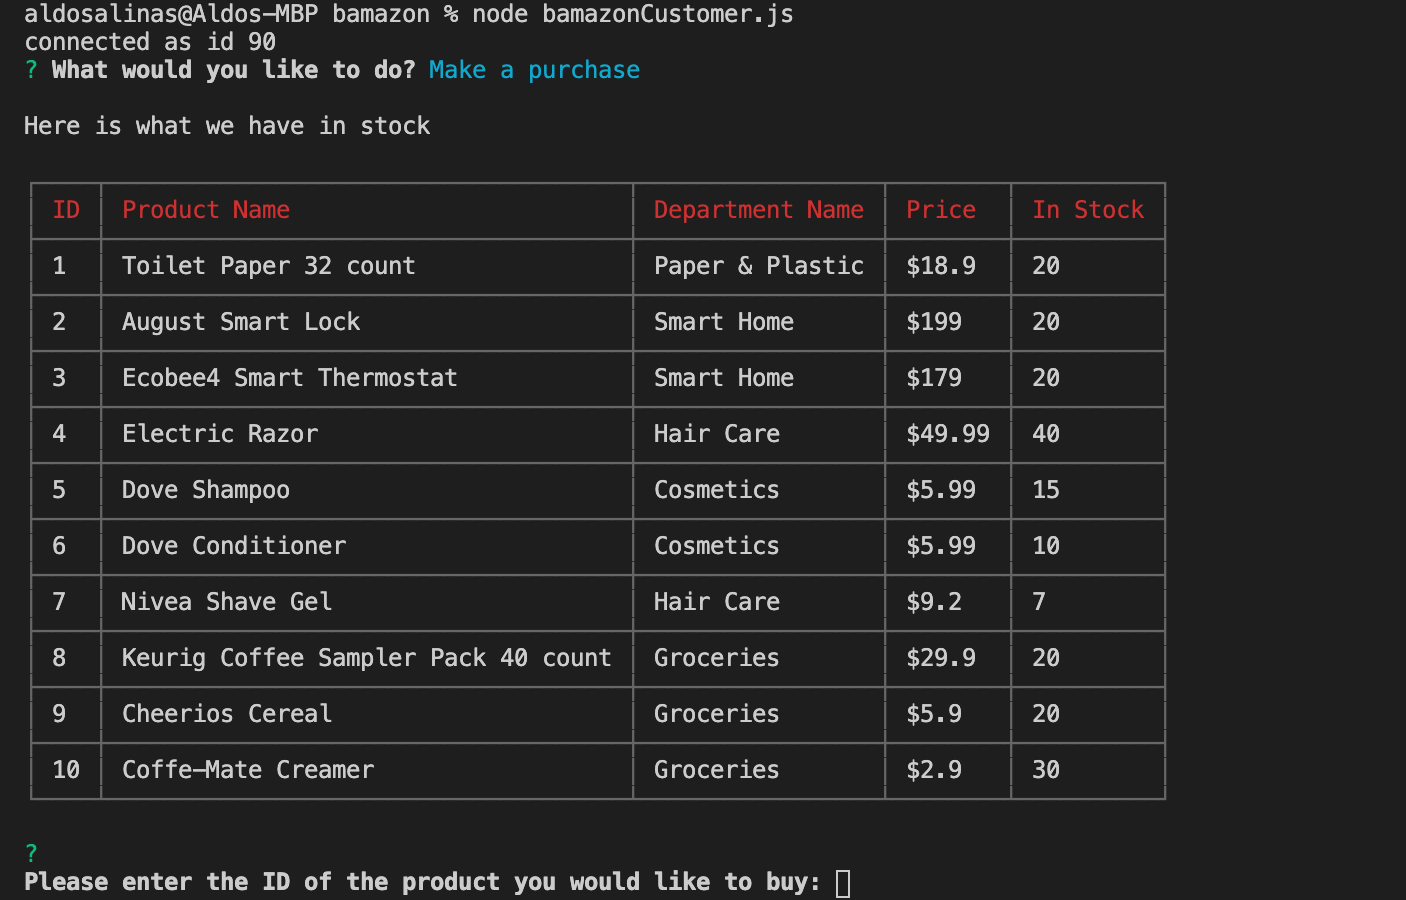 aldosalinas@Aldos-MBP bamazon % node bamazonCustomer.js
connected as id 90
? What would you like to do? Make a purchase
Here is what we have in stock
ID Product Name Department Name Price In Stock
1 Toilet Paper 32 count Paper & Plastic $18.9 20
2 August Smart Lock Smart Home $199 20
3 Ecobee4 Smart Thermostat Smart Home $179 20
4 Electric Razor Hair Care $49.99 40
5 Dove Shampoo Cosmetics $5.99 15
6 Dove Conditioner Cosmetics $5.99 10
7 Nivea Shave Gel Hair Care $9.2 7
8 Keurig Coffee Sampler Pack 40 count Groceries $29.9 20
9 Cheerios Cereal Groceries $5.9 20
10 Coffe-Mate Creamer Groceries $2.9 30
?
Please enter the ID of the product you would like to buy: